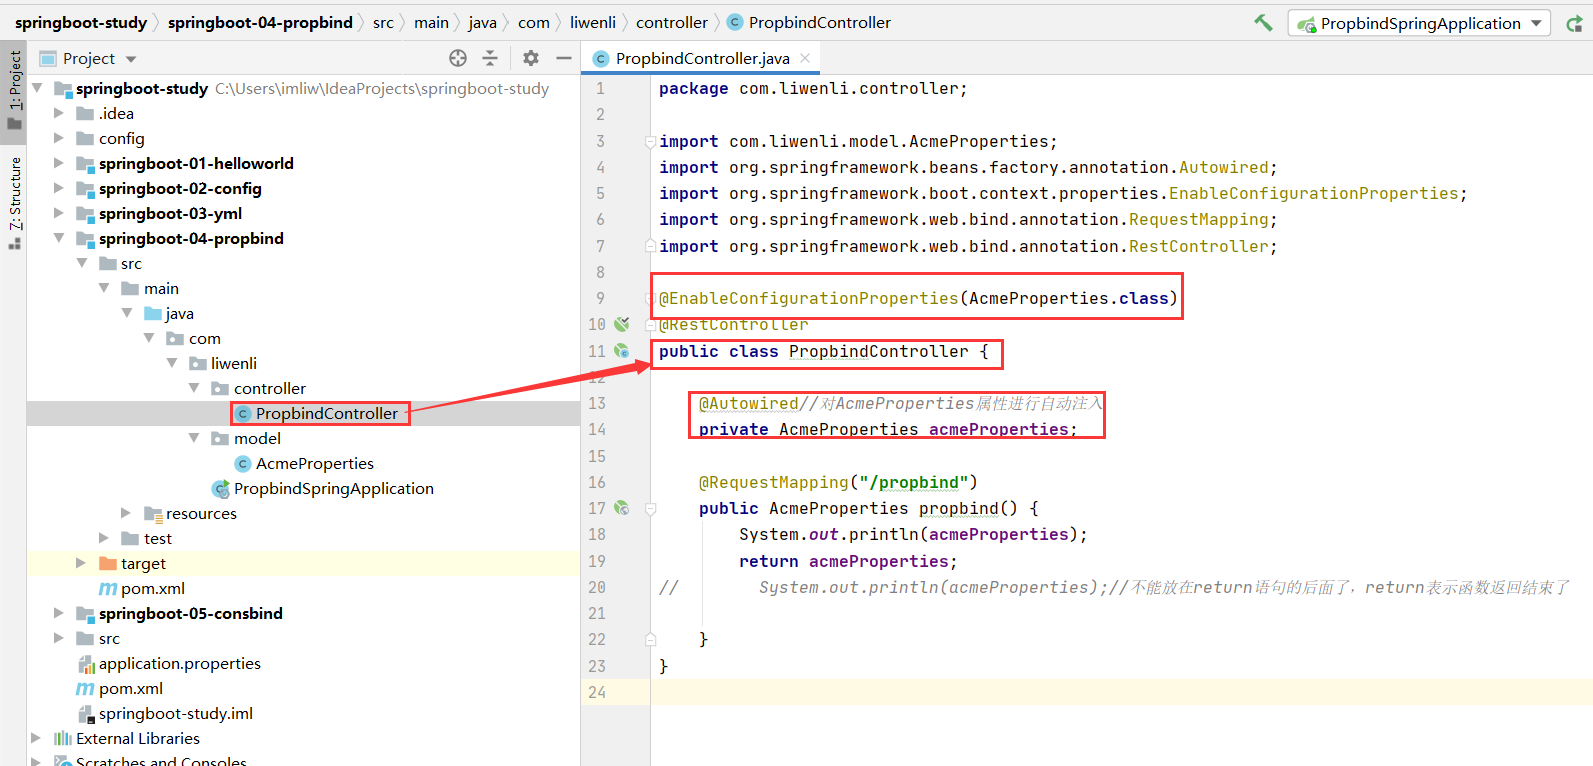 springboot-study springboot-04-propbind src main java com liwenli controller PropbindController
PropbindSpringApplication
1: Project
7: Structure
Project
springboot-study C:\Users\imliw\IdeaProjects\springboot-study
.idea
config
springboot-01-helloworld
springboot-02-config
springboot-03-yml
springboot-04-propbind
src
main
java
com
liwenli
controller
PropbindController
model
AcmeProperties
PropbindSpringApplication
resources
test
target
pom.xml
springboot-05-consbind
src
application.properties
pom.xml
springboot-study.iml
External Libraries
Scratches and Consoles
PropbindController.java
1 package com.liwenli.controller;
2
3 import com.liwenli.model.AcmeProperties;
4 import org.springframework.beans.factory.annotation.Autowired;
5 import org.springframework.boot.context.properties.EnableConfigurationProperties;
6 import org.springframework.web.bind.annotation.RequestMapping;
7 import org.springframework.web.bind.annotation.RestController;
8
9 @EnableConfigurationProperties(AcmeProperties.class)
10 @RestController
11 public class PropbindController {
12
13 @Autowired//对AcmeProperties属性进行自动注入
14 private AcmeProperties acmeProperties;
15
16 @RequestMapping("/propbind")
17 public AcmeProperties propbind() {
18 System.out.println(acmeProperties);
19 return acmeProperties;
20 // System.out.println(acmeProperties);//不能放在return语句的后面了，return表示函数返回结束了
21
22 }
23 }
24